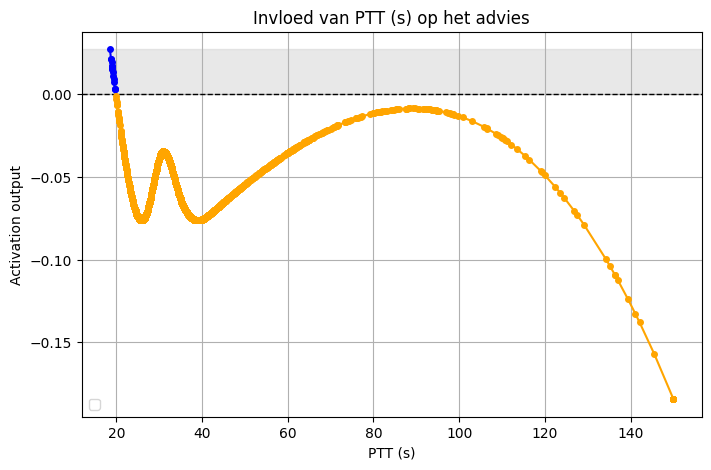 Invloed van PTT (s) op het advies
Activation output
0.00
−0.05
−0.10
−0.15
20 40 60 80 100 120 140
PTT (s)